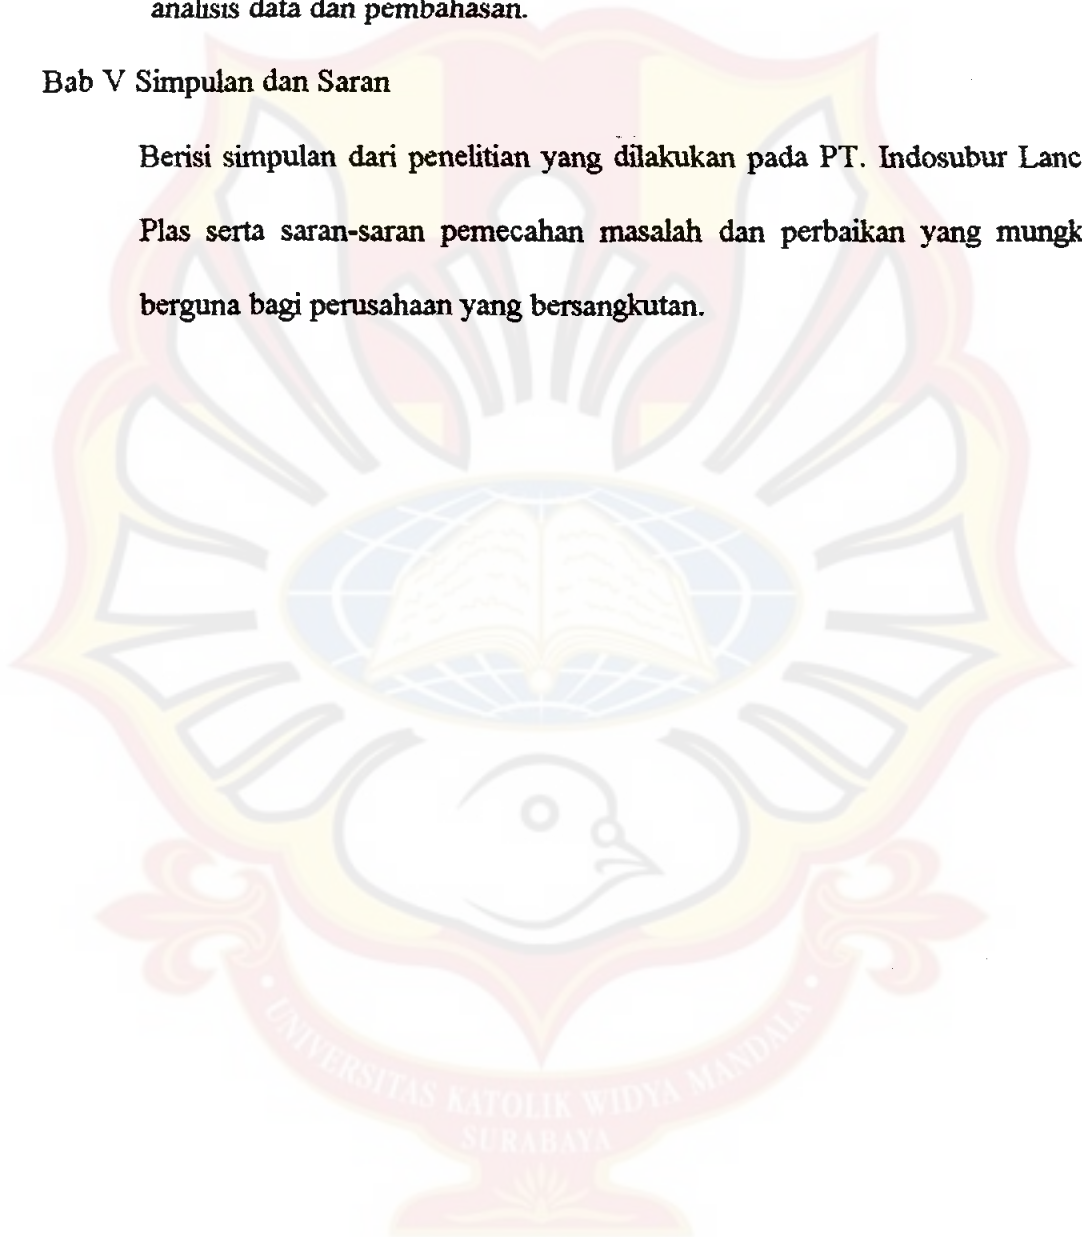 analisis data dan pembahasan.
Bab V Simpulan dan Saran
Berisi simpulan dari penelitian yang dilakukan pada PT. Indosubur Lanc
Plas serta saran-saran pemecahan masalah dan perbaikan yang mungk
berguna bagi perusahaan yang bersangkutan.
• UNIVERSITAS KATOLIK WIDYA MANDALA •
SURABAYA